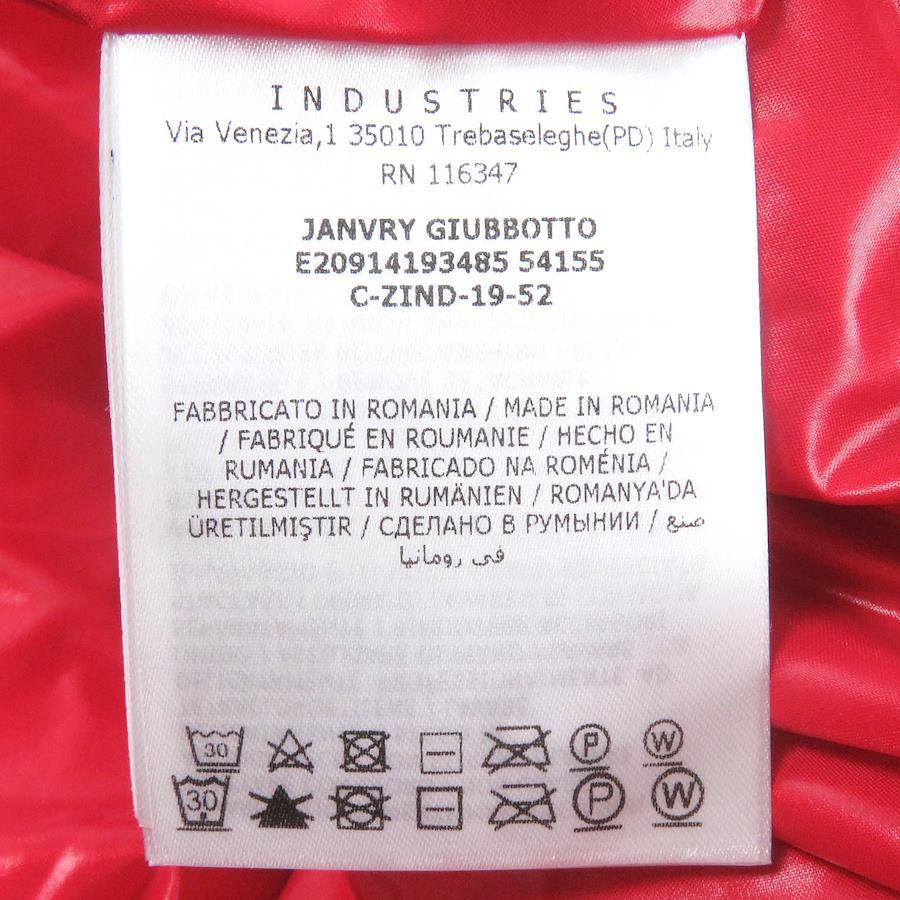 INDUSTRIES
Via Venezia,1 35010 Trebaseleghe(PD) Italy
RN 116347
JANVRY GIUBBOTTO
E20914193485 54155
C-ZIND-19-52
FABBRICATO IN ROMANIA / MADE IN ROMANIA
/ FABRIQUÉ EN ROUMANIE / HECHO EN
RUMANIA / FABRICADO NA ROMÉNIA /
HERGESTELLT IN RUMÄNIEN / ROMANYA'DA
ÜRETILMIŞTIR / СДЕЛАНО В РУМЫНИИ / صنع
في رومانيا
30 P W
30 P W